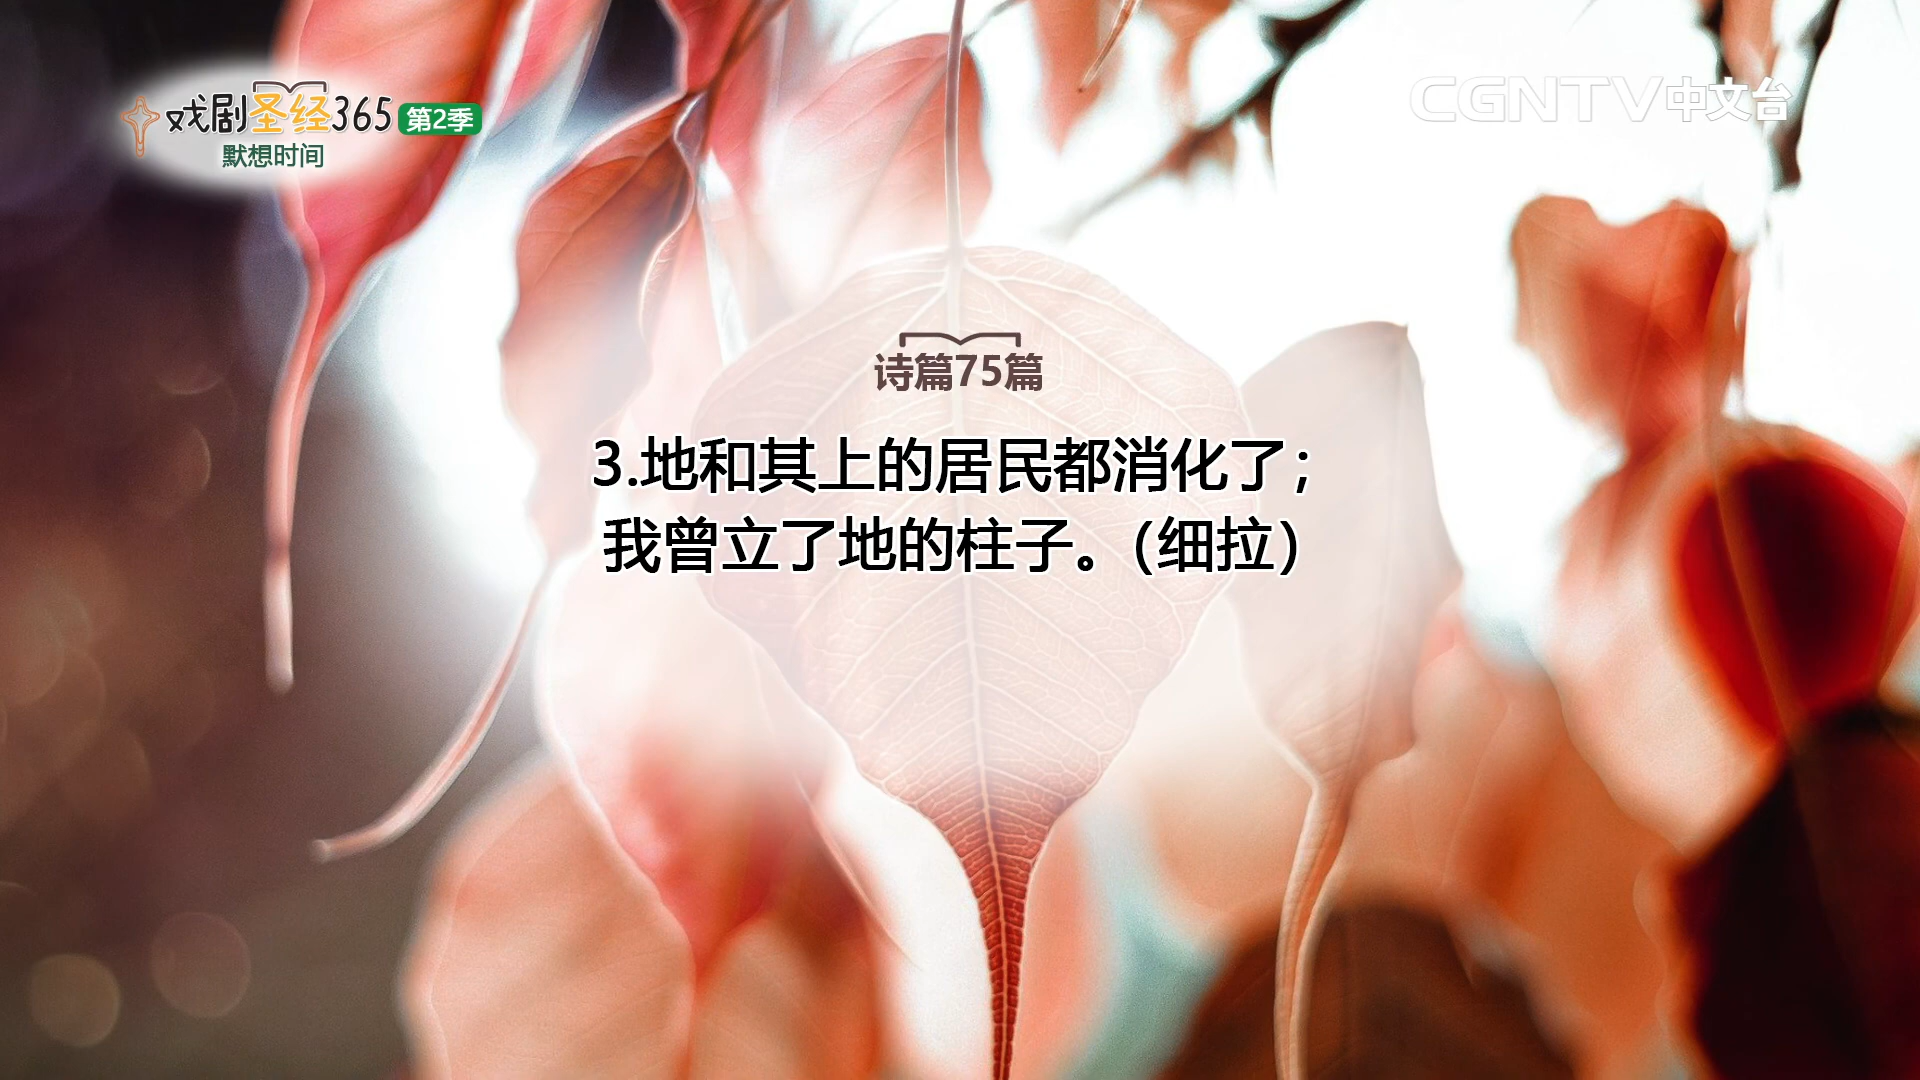 戏剧圣经365 第2季
默想时间
CGNTV中文台
诗篇75篇
3.地和其上的居民都消化了；
我曾立了地的柱子。（细拉）